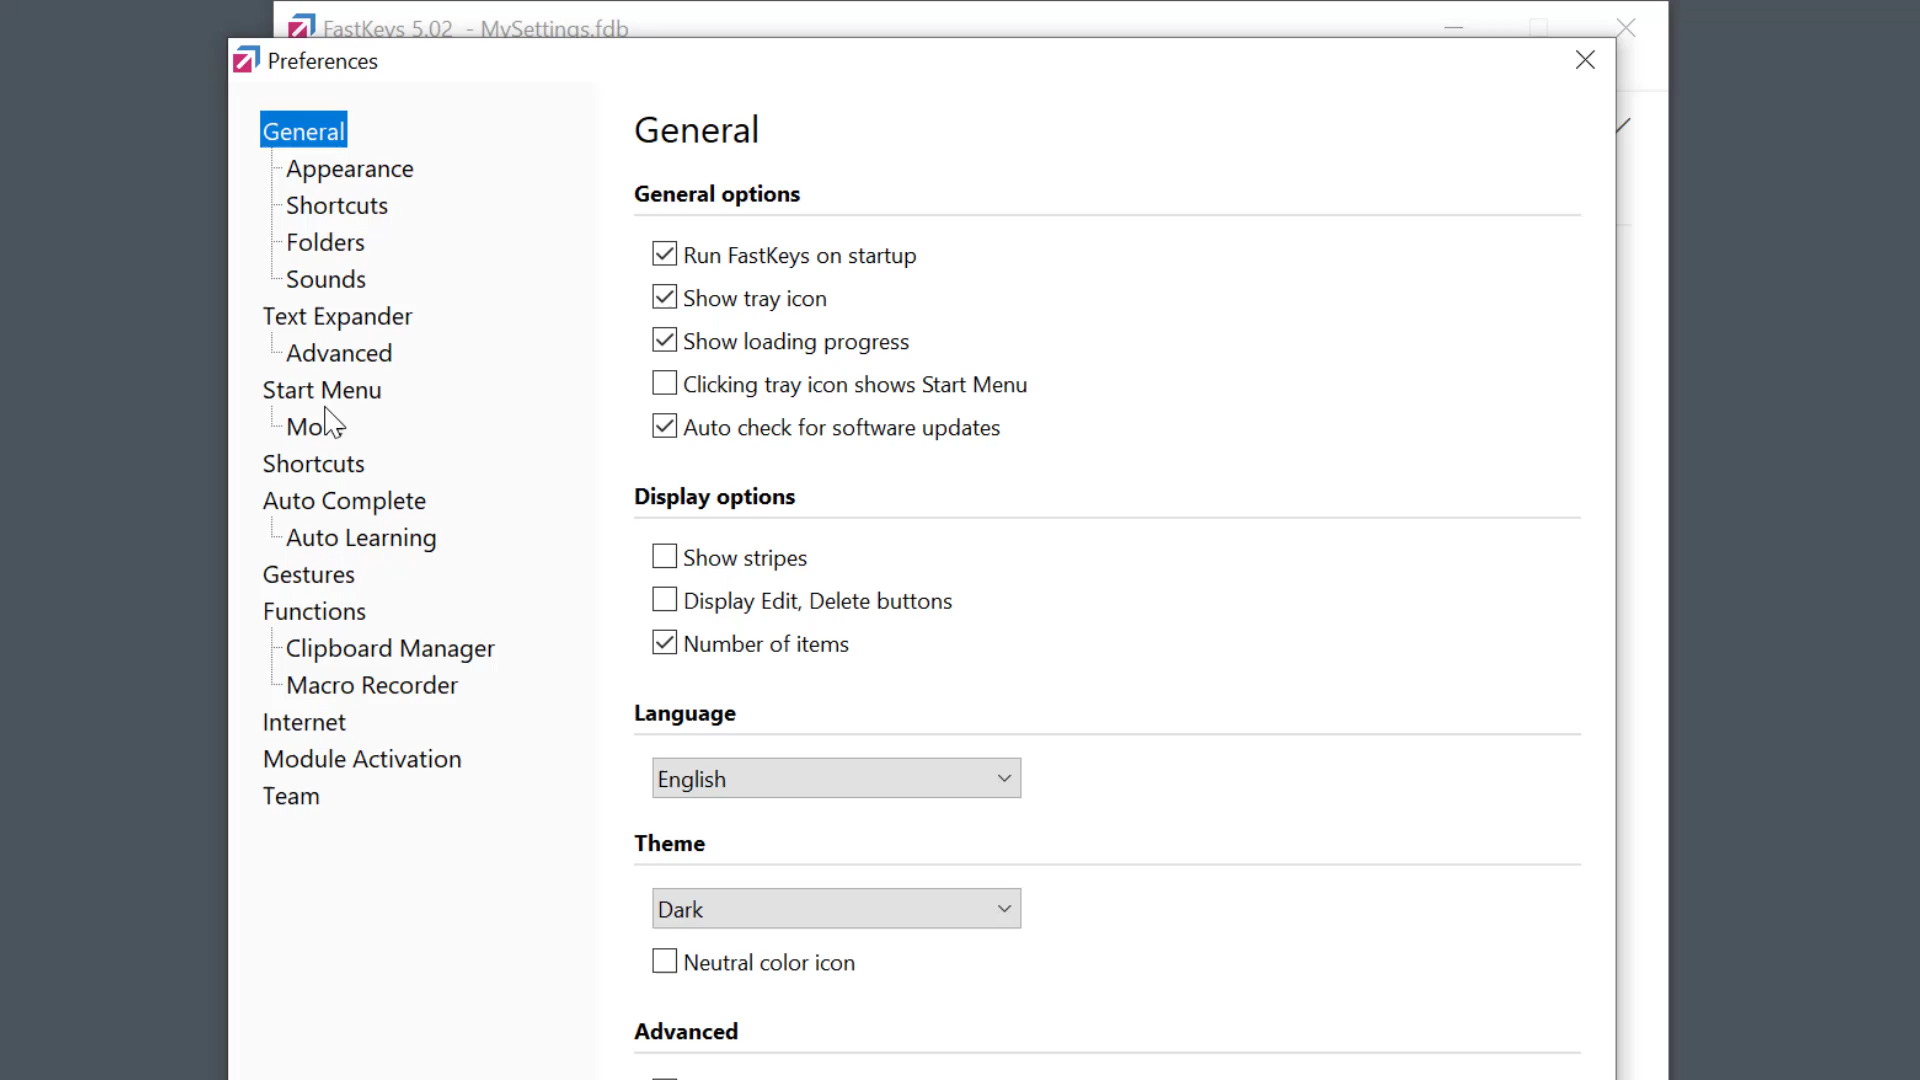 FastKeys 5.02 - MySettings.fdb
Preferences
General
Appearance
Shortcuts
Folders
Sounds
Text Expander
Advanced
Start Menu
Shortcuts
Auto Complete
Auto Learning
Gestures
Functions
Clipboard Manager
Macro Recorder
Internet
Module Activation
Team
General
General options
Run FastKeys on startup
Show tray icon
Show loading progress
Clicking tray icon shows Start Menu
Auto check for software updates
Display options
Show stripes
Display Edit, Delete buttons
Number of items
Language
English
Theme
Dark
Neutral color icon
Advanced